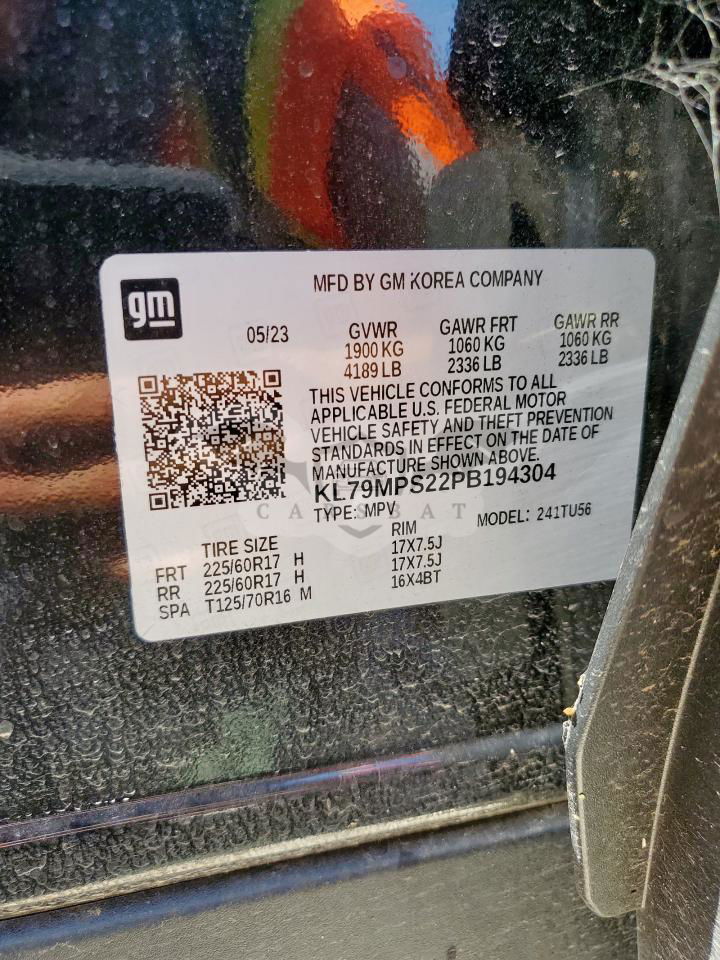 gm
MFD BY GM KOREA COMPANY
05/23
GVWR
1900 KG
4189 LB
GAWR FRT
1060 KG
2336 LB
GAWR RR
1060 KG
2336 LB
THIS VEHICLE CONFORMS TO ALL
APPLICABLE U.S. FEDERAL MOTOR
VEHICLE SAFETY AND THEFT PREVENTION
STANDARDS IN EFFECT ON THE DATE OF
MANUFACTURE SHOWN ABOVE.
KL79MPS22PB194304
CARSBAT
TYPE: MPV
MODEL: 241TU56
TIRE SIZE RIM
FRT 225/60R17 H 17X7.5J
RR 225/60R17 H 17X7.5J
SPA T125/70R16 M 16X4BT